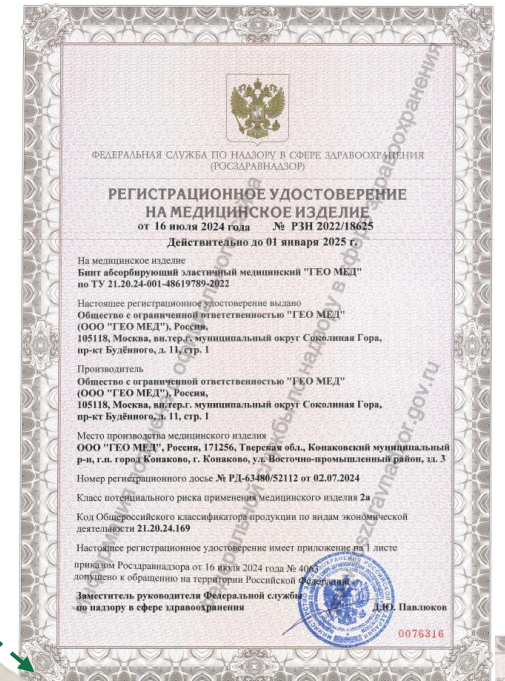 ФЕДЕРАЛЬНАЯ СЛУЖБА ПО НАДЗОРУ В СФЕРЕ ЗДРАВООХРАНЕНИЯ
(РОСЗДРАВНАДЗОР)
РЕГИСТРАЦИОННОЕ УДОСТОВЕРЕНИЕ
НА МЕДИЦИНСКОЕ ИЗДЕЛИЕ
от 16 июля 2024 года № РЗН 2022/18625
Действительно до 01 января 2025 г.
На медицинское изделие
Бинт абсорбирующий эластичный медицинский "ГЕО МЕД"
по ТУ 21.20.24-001-48619789-2022
Настоящее регистрационное удостоверение выдано
Общество с ограниченной ответственностью "ГЕО МЕД"
(ООО "ГЕО МЕД"), Россия,
105118, Москва, вн.тер.г. муниципальный округ Соколиная Гора,
пр-кт Будённого, д. 11, стр. 1
Производитель
Общество с ограниченной ответственностью "ГЕО МЕД"
(ООО "ГЕО МЕД"), Россия,
105118, Москва, вн.тер.г. муниципальный округ Соколиная Гора,
пр-кт Будённого, д. 11, стр. 1
Место производства медицинского изделия
ООО "ГЕО МЕД", Россия, 171256, Тверская обл., Конаковский муниципальный
р-н, г.п. город Конаково, г. Конаково, ул. Восточно-промышленный район, зд. 3
Номер регистрационного досье № РД-63480/52112 от 02.07.2024
Класс потенциального риска применения медицинского изделия 2а
Код Общероссийского классификатора продукции по видам экономической
деятельности 21.20.24.169
Настоящее регистрационное удостоверение имеет приложение на 1 листе
приказом Росздравнадзора от 16 июля 2024 года № 4063
допущено к обращению на территории Российской Федерации
Заместитель руководителя Федеральной службы
по надзору в сфере здравоохранения Д.Ю. Павлюков
0076316